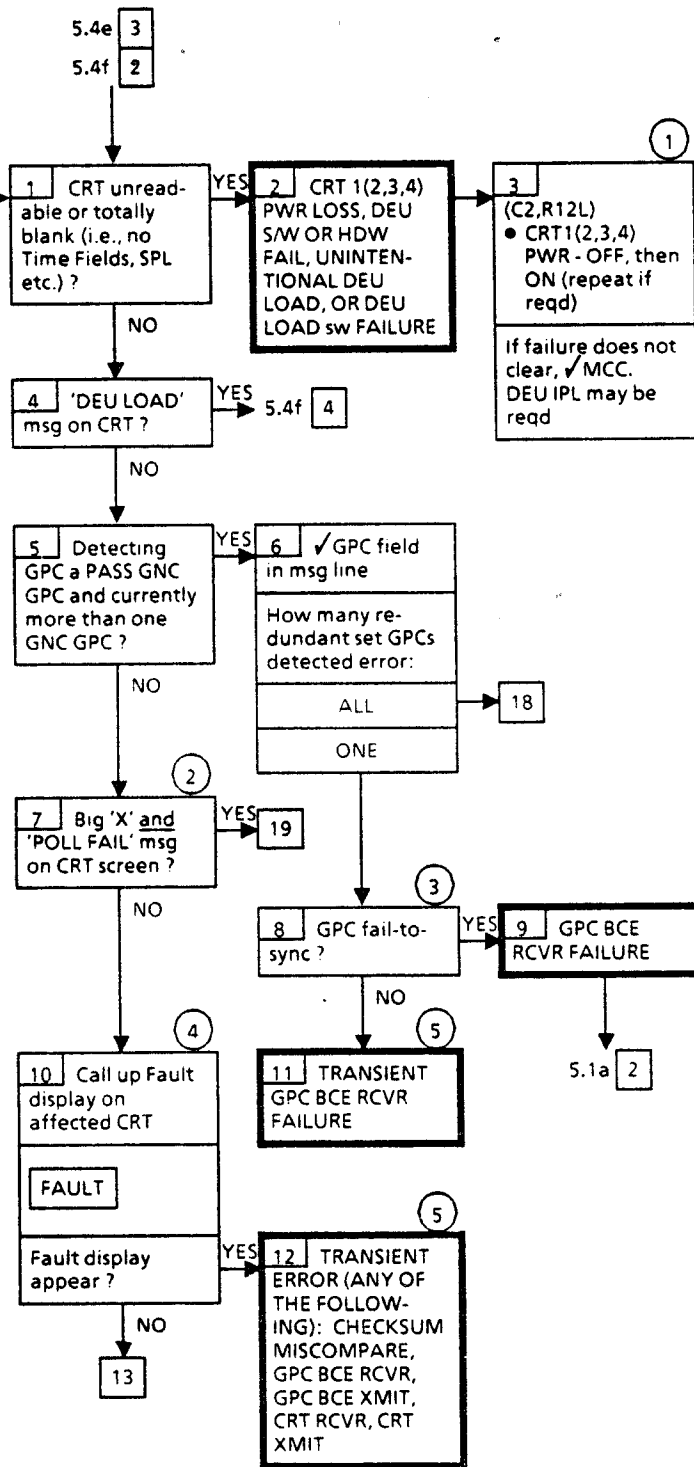 5.4e 3
5.4f 2
1
1 CRT unread-
able or totally
blank (i.e., no
Time Fields, SPL
etc.) ?
YES
2 CRT 1(2,3,4)
PWR LOSS, DEU
S/W OR HDW
FAIL, UNINTEN-
TIONAL DEU
LOAD, OR DEU
LOAD sw FAILURE
3
(C2,R12L)
● CRT1(2,3,4)
PWR - OFF, then
ON (repeat if
reqd)
If failure does not
clear, ✓MCC.
DEU IPL may be
reqd
NO
4 'DEU LOAD'
msg on CRT ?
YES
5.4f 4
NO
5 Detecting
GPC a PASS GNC
GPC and currently
more than one
GNC GPC ?
YES
6 ✓GPC field
in msg line
How many re-
dundant set GPCs
detected error:
ALL
18
ONE
NO
2
7 Big 'X' and
'POLL FAIL' msg
on CRT screen ?
YES
19
NO
3
8 GPC fail-to-
sync ?
YES
9 GPC BCE
RCVR FAILURE
5.1a 2
NO
5
11 TRANSIENT
GPC BCE RCVR
FAILURE
4
10 Call up Fault
display on
affected CRT
FAULT
Fault display
appear ?
YES
5
12 TRANSIENT
ERROR (ANY OF
THE FOLLOW-
ING): CHECKSUM
MISCOMPARE,
GPC BCE RCVR,
GPC BCE XMIT,
CRT RCVR, CRT
XMIT
NO
13